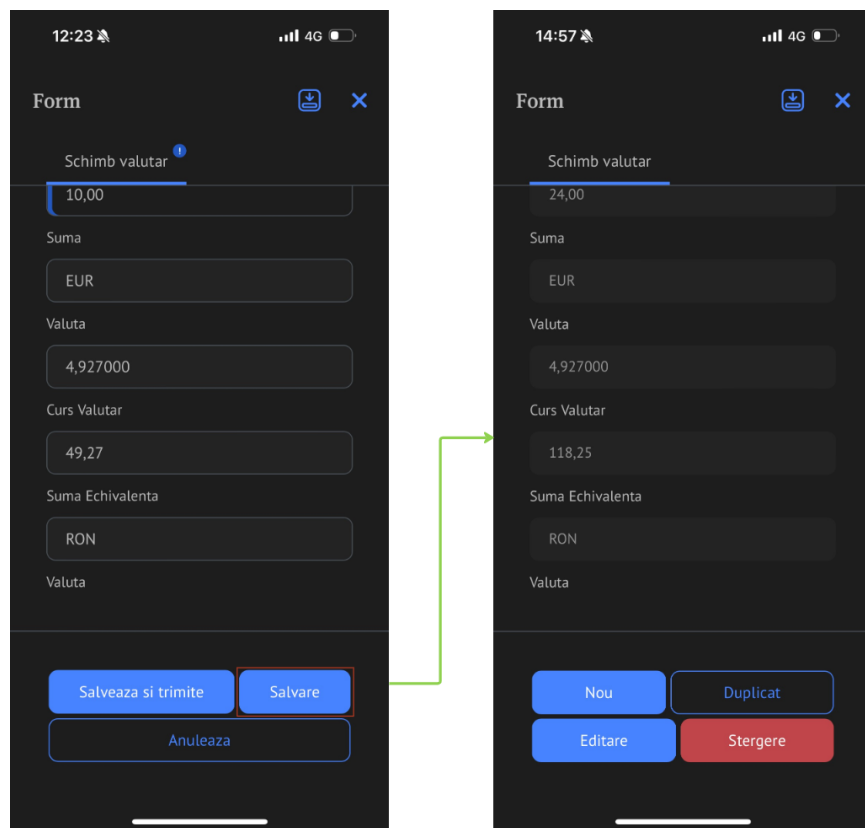 12:23
4G
Form
Schimb valutar
10,00
Suma
EUR
Valuta
4,927000
Curs Valutar
49,27
Suma Echivalenta
RON
Valuta
Salveaza si trimite
Salvare
Anuleaza
14:57
4G
Form
Schimb valutar
24,00
Suma
EUR
Valuta
4,927000
Curs Valutar
118,25
Suma Echivalenta
RON
Valuta
Nou
Duplicat
Editare
Stergere